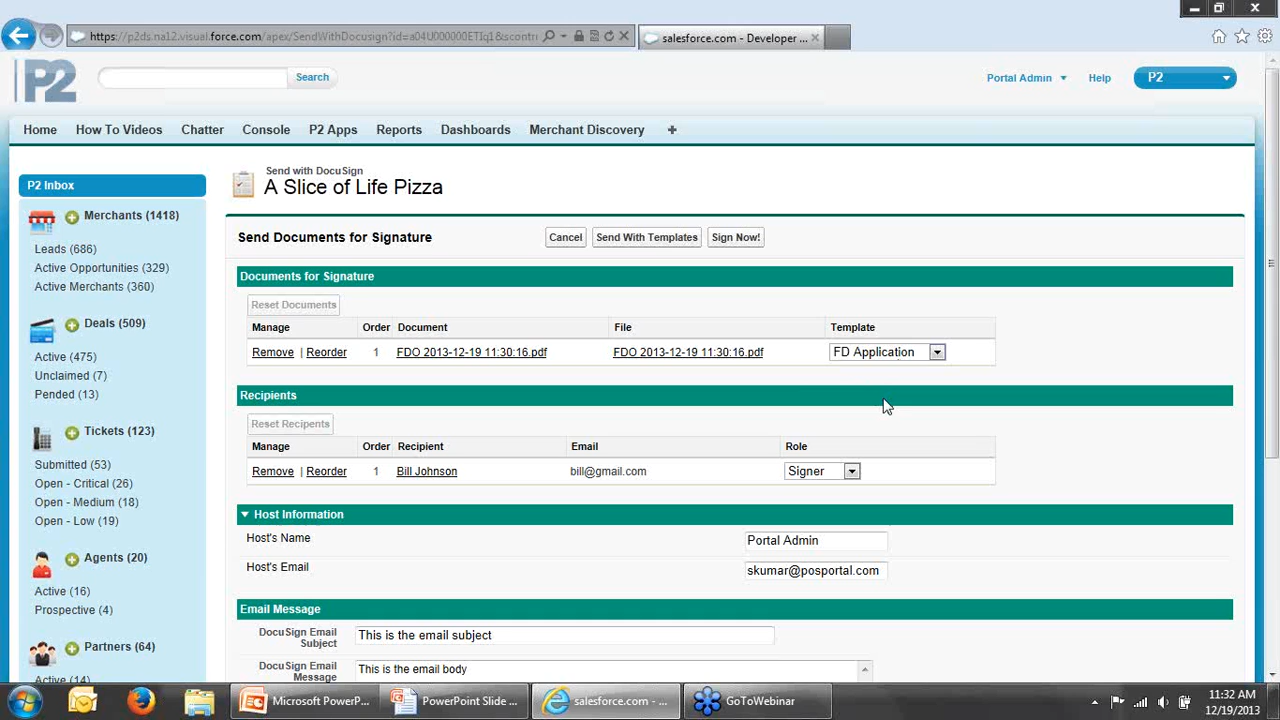 https://p2ds.na12.visual.force.com/apex/SendWithDocusign?id=a04U000000ETIq1&scontr
salesforce.com - Developer ...
P2
Search
Portal Admin
Help
P2
Home
How To Videos
Chatter
Console
P2 Apps
Reports
Dashboards
Merchant Discovery
P2 Inbox
Merchants (1418)
Leads (686)
Active Opportunities (329)
Active Merchants (360)
Deals (509)
Active (475)
Unclaimed (7)
Pended (13)
Tickets (123)
Submitted (53)
Open - Critical (26)
Open - Medium (18)
Open - Low (19)
Agents (20)
Active (16)
Prospective (4)
Partners (64)
Active (14)
Send with DocuSign
A Slice of Life Pizza
Send Documents for Signature
Cancel
Send With Templates
Sign Now!
Documents for Signature
Reset Documents
Manage Order Document File Template
Remove | Reorder 1 FDO 2013-12-19 11:30:16.pdf FDO 2013-12-19 11:30:16.pdf FD Application
Recipients
Reset Recipients
Manage Order Recipient Email Role
Remove | Reorder 1 Bill Johnson bill@gmail.com Signer
Host Information
Host's Name Portal Admin
Host's Email skumar@posportal.com
Email Message
DocuSign Email
Subject
This is the email subject
DocuSign Email
Message
This is the email body
Microsoft PowerP...
PowerPoint Slide ...
salesforce.com - ...
GoToWebinar
11:32 AM
12/19/2013